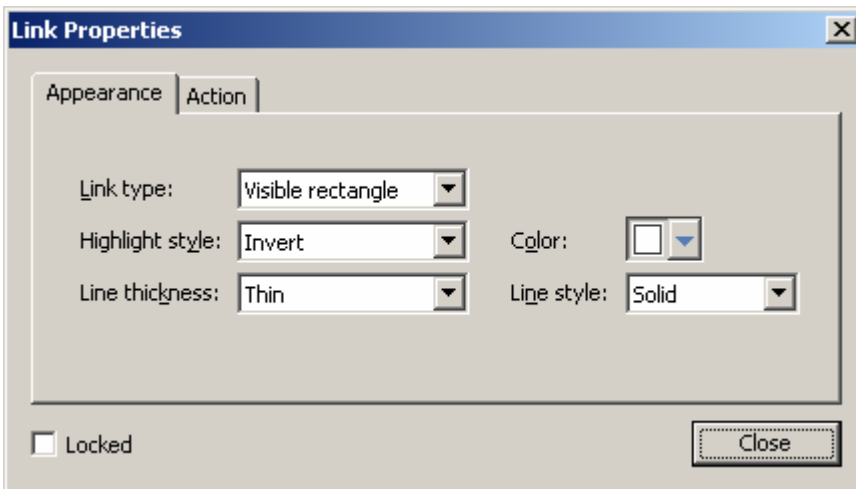 Link Properties
Appearance Action
Link type: Visible rectangle
Highlight style: Invert Color:
Line thickness: Thin Line style: Solid
Locked Close